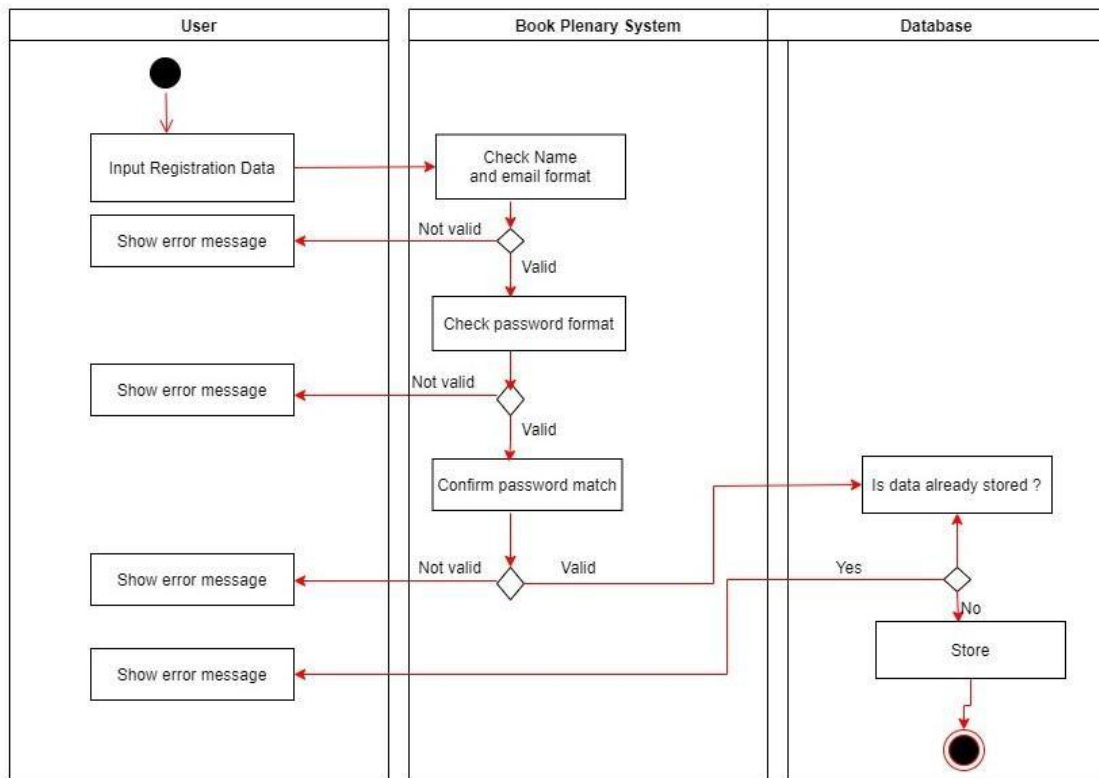 User
Book Plenary System
Database
Input Registration Data
Check Name
and email format
Show error message
Not valid
Valid
Check password format
Show error message
Not valid
Valid
Confirm password match
Is data already stored ?
Show error message
Not valid
Valid
Yes
No
Show error message
Store